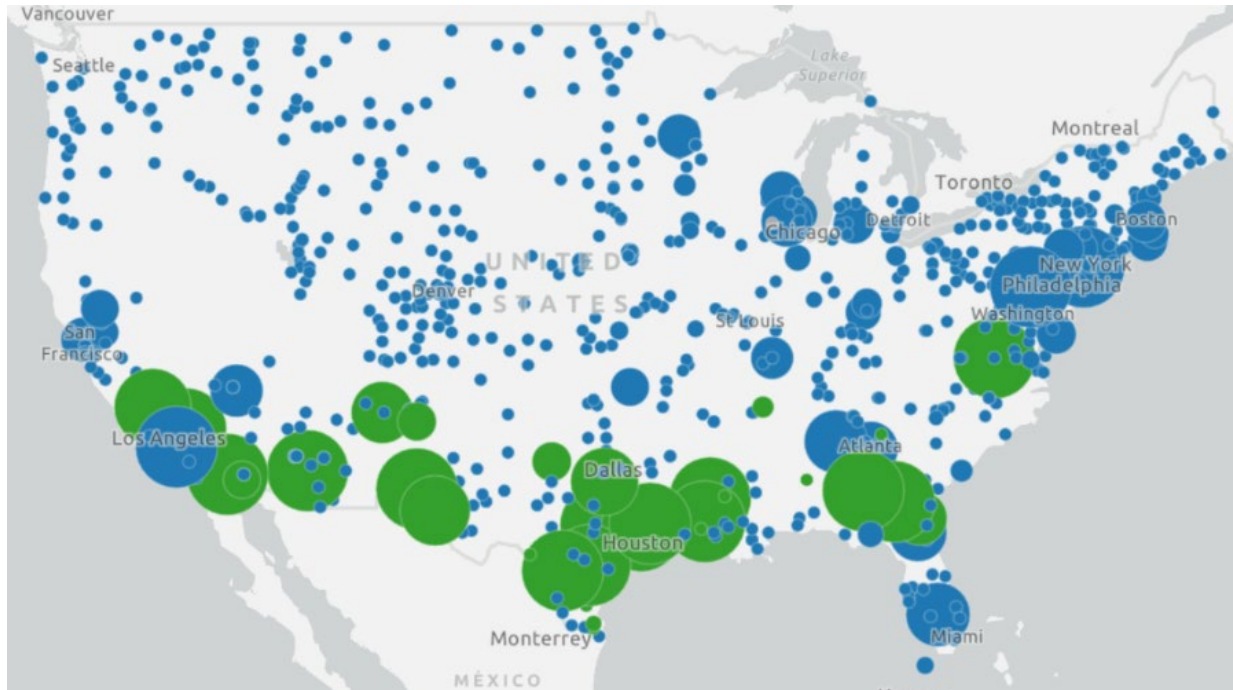 Vancouver
Seattle
Lake
Superior
Montreal
Toronto
Boston
Detroit
Chicago
UNITED
STATES
New York
Philadelphia
Denver
Washington
St Louis
San
Francisco
Los Angeles
Atlanta
Dallas
Houston
Monterrey
Miami
MÉXICO